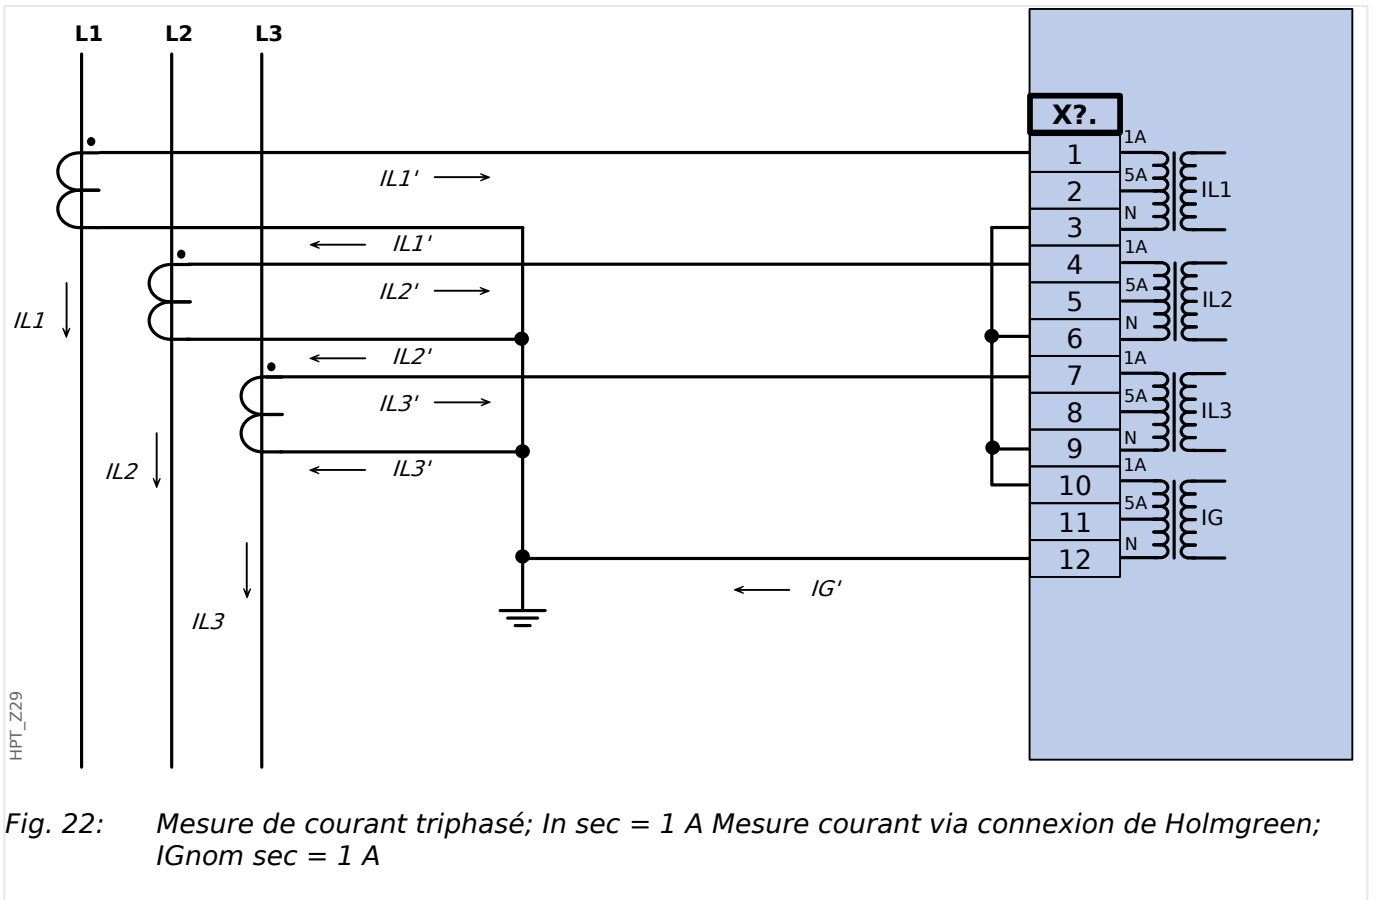 L1 L2 L3
X?.
1A
1
IL1'
5A
2
IL1
N
3
IL1'
1A
4
IL2'
5A
5
IL2
IL1
N
6
IL2'
1A
7
IL3'
5A
8
IL3
N
9
IL2
IL3'
1A
10
5A
11
IG
N
12
IG'
IL3
HPT_Z29
Fig. 22: Mesure de courant triphasé; In sec = 1 A Mesure courant via connexion de Holmgreen;
IGnom sec = 1 A